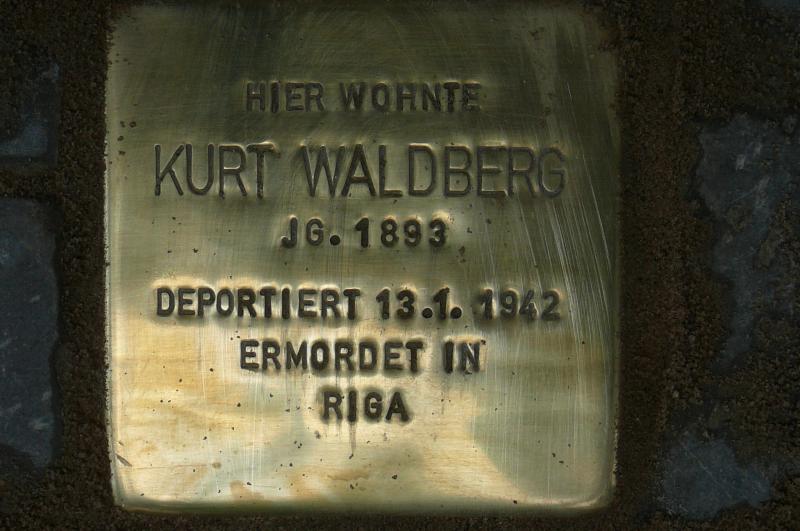 HIER WOHNTE
KURT WALDBERG
JG. 1893
DEPORTIERT 13.1. 1942
ERMORDET IN
RIGA